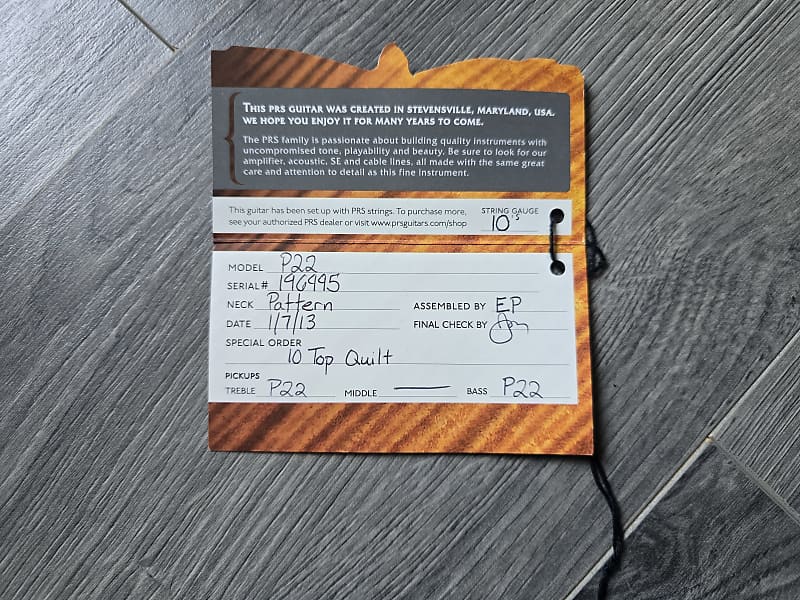 THIS PRS GUITAR WAS CREATED IN STEVENSVILLE, MARYLAND, USA.
WE HOPE YOU ENJOY IT FOR MANY YEARS TO COME.
The PRS family is passionate about building quality instruments with
uncompromised tone, playability and beauty. Be sure to look for our
amplifier, acoustic, SE and cable lines, all made with the same great
care and attention to detail as this fine instrument.
This guitar has been set up with PRS strings. To purchase more,
see your authorized PRS dealer or visit www.prsguitars.com/shop
STRING GAUGE
10's
MODEL P22
SERIAL# 196995
NECK Pattern
ASSEMBLED BY EP
DATE 1/7/13
FINAL CHECK BY
SPECIAL ORDER
10 Top Quilt
PICKUPS
TREBLE P22 MIDDLE — BASS P22